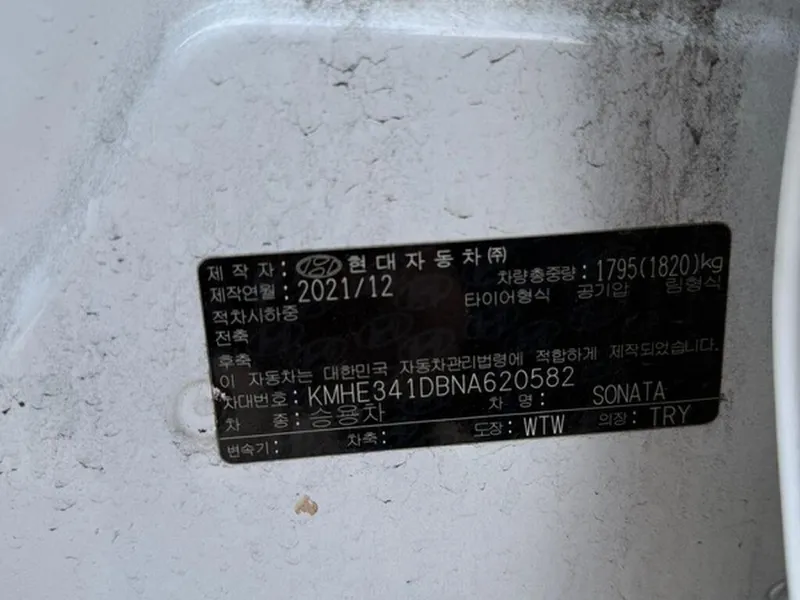 제 작 자 : 현대자동차㈜
차량총중량: 1795(1820)kg
제작연월: 2021/12
타이어형식 공기압 림형식
적차시하중
전축
후축
이 자동차는 대한민국 자동차관리법령에 적합하게 제작되었습니다.
차대번호: KMHE341DBNA620582
차 종: 승용차 차 명: SONATA
변속기: 차축: 도장: WTW 의장: TRY